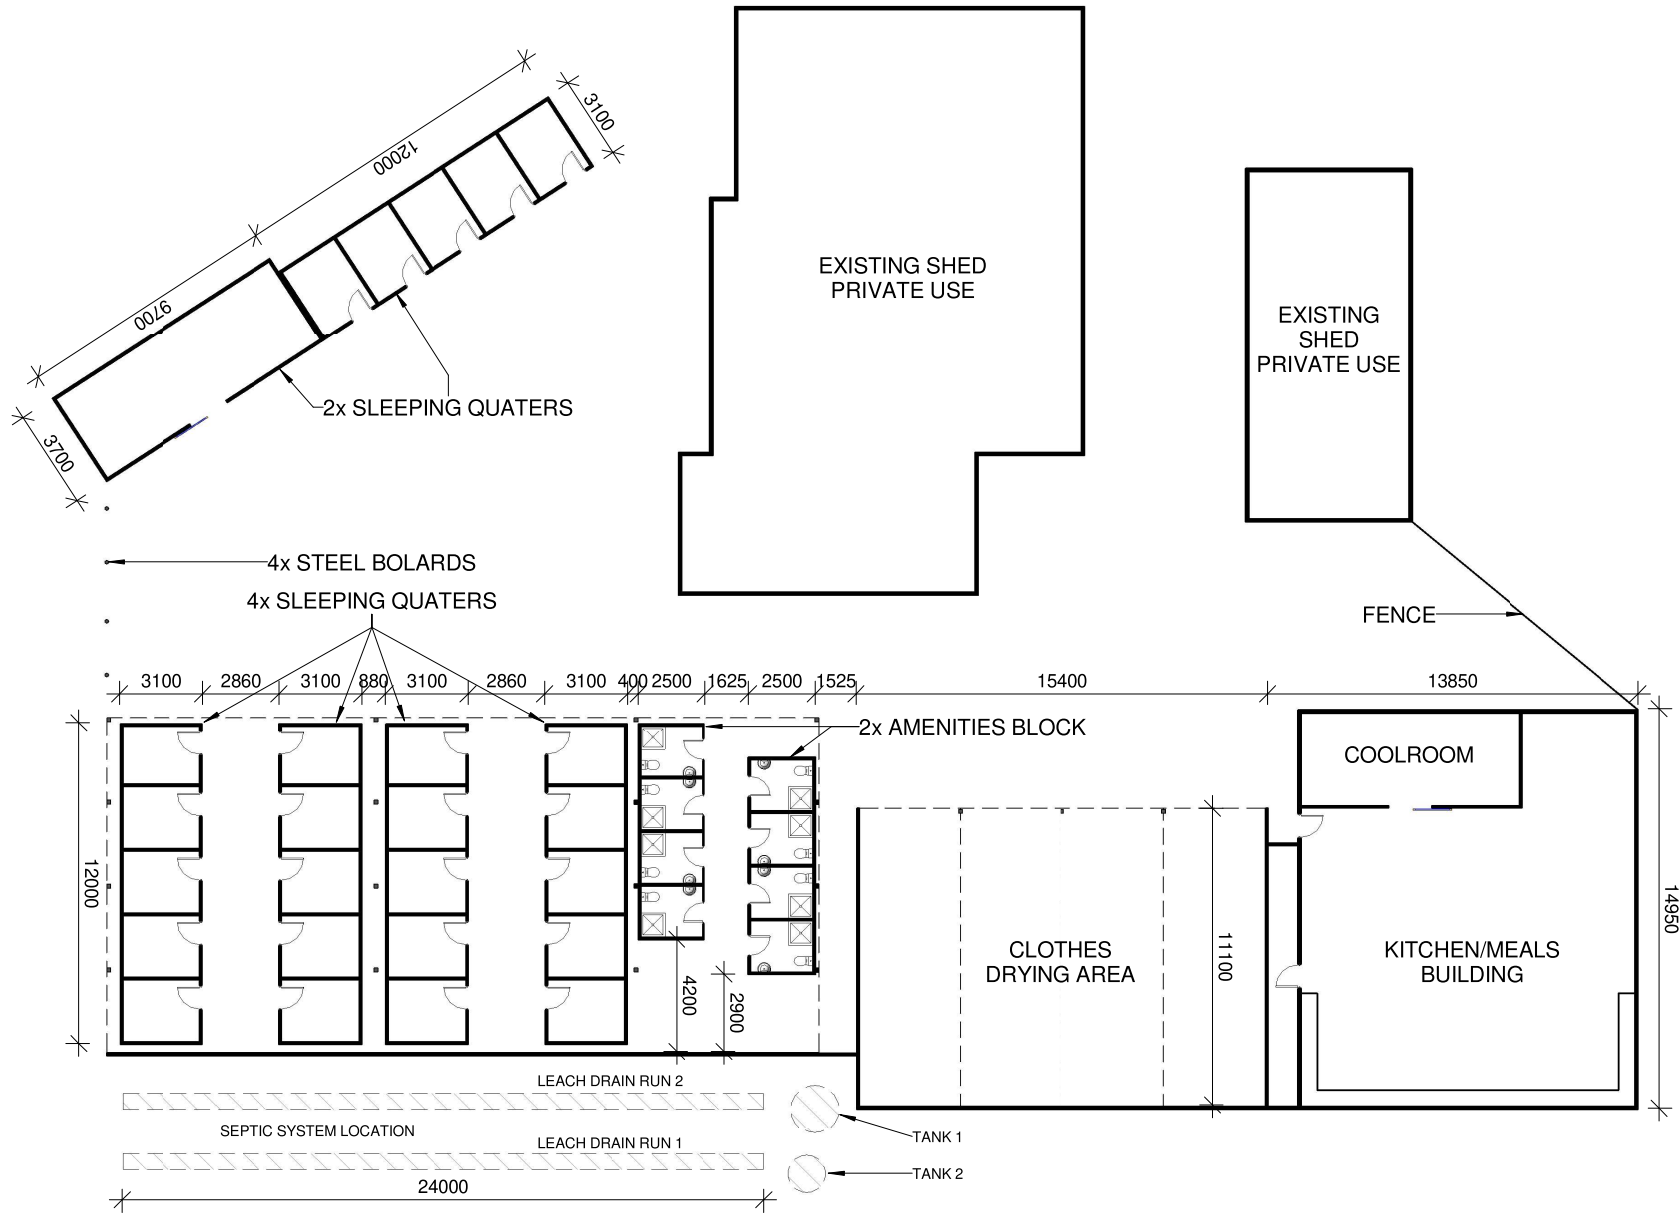 3100
12000
EXISTING SHED
PRIVATE USE
9700
EXISTING
SHED
PRIVATE USE
2x SLEEPING QUATERS
3700
4x STEEL BOLARDS
4x SLEEPING QUATERS
FENCE
3100
2860
3100
880
3100
2860
3100
400
2500
1625
2500
1525
15400
13850
2x AMENITIES BLOCK
COOLROOM
12000
14950
CLOTHES
DRYING AREA
11100
KITCHEN/MEALS
BUILDING
4200
2900
LEACH DRAIN RUN 2
SEPTIC SYSTEM LOCATION
LEACH DRAIN RUN 1
TANK 1
TANK 2
24000